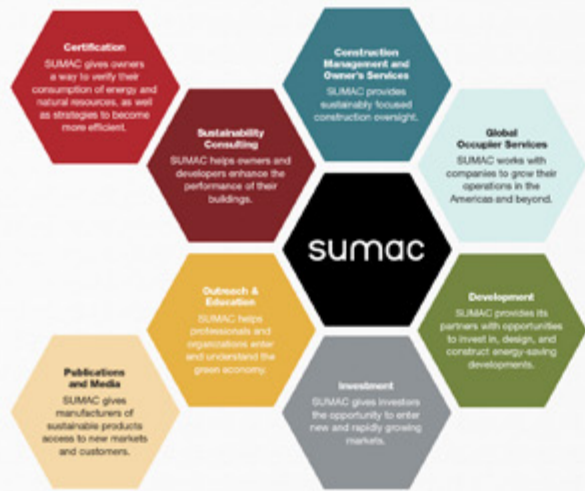 Certification
SUMAC gives owners
a way to verify their
consumption of energy and
natural resources, as well
as strategies to become
more efficient.
Construction
Management and
Owner's Services
SUMAC provides
sustainably focused
construction oversight.
Sustainability
Consulting
SUMAC helps owners and
developers enhance the
performance of their
buildings.
Global
Occupier Services
SUMAC works with
companies to grow their
operations in the
Americas and beyond.
sumac
Outreach &
Education
SUMAC helps
professionals and
organizations enter
and understand the
green economy.
Development
SUMAC provides its
partners with opportunities
to invest in, design, and
construct energy-saving
developments.
Publications
and Media
SUMAC gives
manufacturers of
sustainable products
access to new markets
and customers.
Investment
SUMAC gives investors
the opportunity to enter
new and rapidly growing
markets.